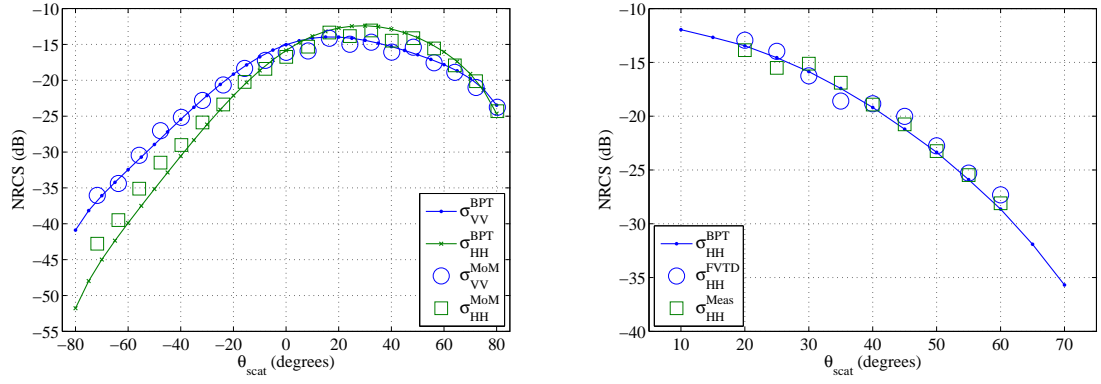 −10
−15
−20
−25
−30
−35
−40
−45
−50
−55
NRCS (dB)
−80 −60 −40 −20 0 20 40 60 80
θscat (degrees)
σVV BPT
σHH BPT
σVV MoM
σHH MoM
−10
−15
−20
−25
−30
−35
−40
NRCS (dB)
10 20 30 40 50 60 70
θscat (degrees)
σHH BPT
σHH FVTD
σHH Meas